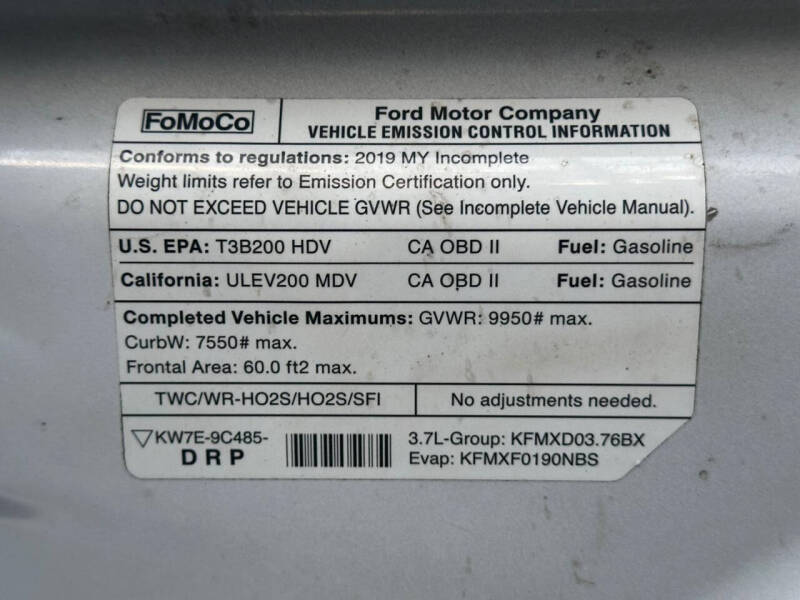 FoMoCo
Ford Motor Company
VEHICLE EMISSION CONTROL INFORMATION
Conforms to regulations: 2019 MY Incomplete
Weight limits refer to Emission Certification only.
DO NOT EXCEED VEHICLE GVWR (See Incomplete Vehicle Manual).
U.S. EPA: T3B200 HDV CA OBD II Fuel: Gasoline
California: ULEV200 MDV CA OBD II Fuel: Gasoline
Completed Vehicle Maximums: GVWR: 9950# max.
CurbW: 7550# max.
Frontal Area: 60.0 ft2 max.
TWC/WR-HO2S/HO2S/SFI No adjustments needed.
KW7E-9C485-
DRP
3.7L-Group: KFMXD03.76BX
Evap: KFMXF0190NBS